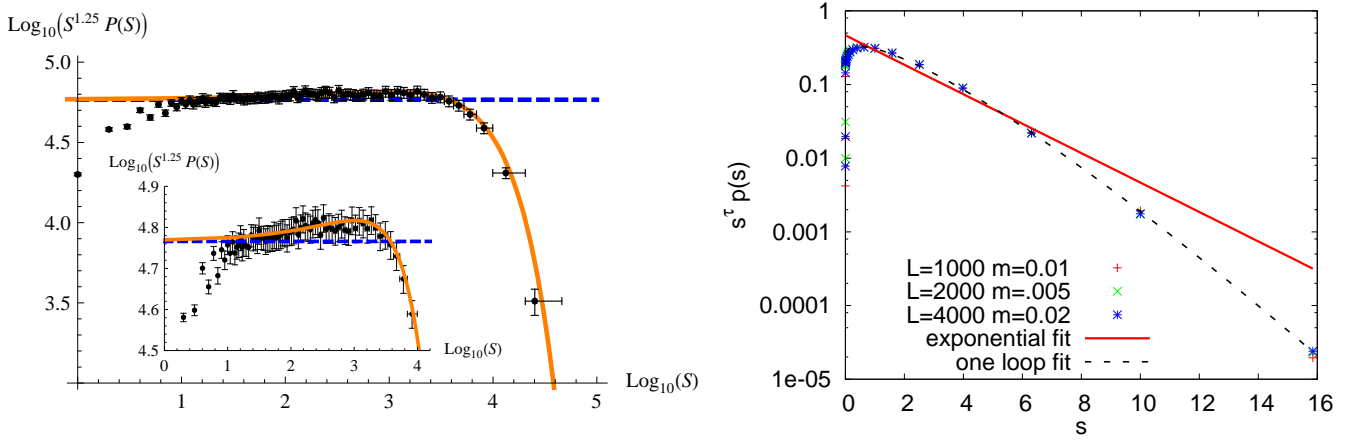 Log₁₀(S^1.25 P(S))
5.0
4.5
4.0
3.5
1 2 3 4 5
Log₁₀(S)
Log₁₀(S^1.25 P(S))
4.9
4.8
4.7
4.6
4.5
0 1 2 3 4
Log₁₀(S)
1
0.1
0.01
0.001
0.0001
1e-05
s^τ p(s)
L=1000 m=0.01
L=2000 m=.005
L=4000 m=0.02
exponential fit
one loop fit
0 2 4 6 8 10 12 14 16
s